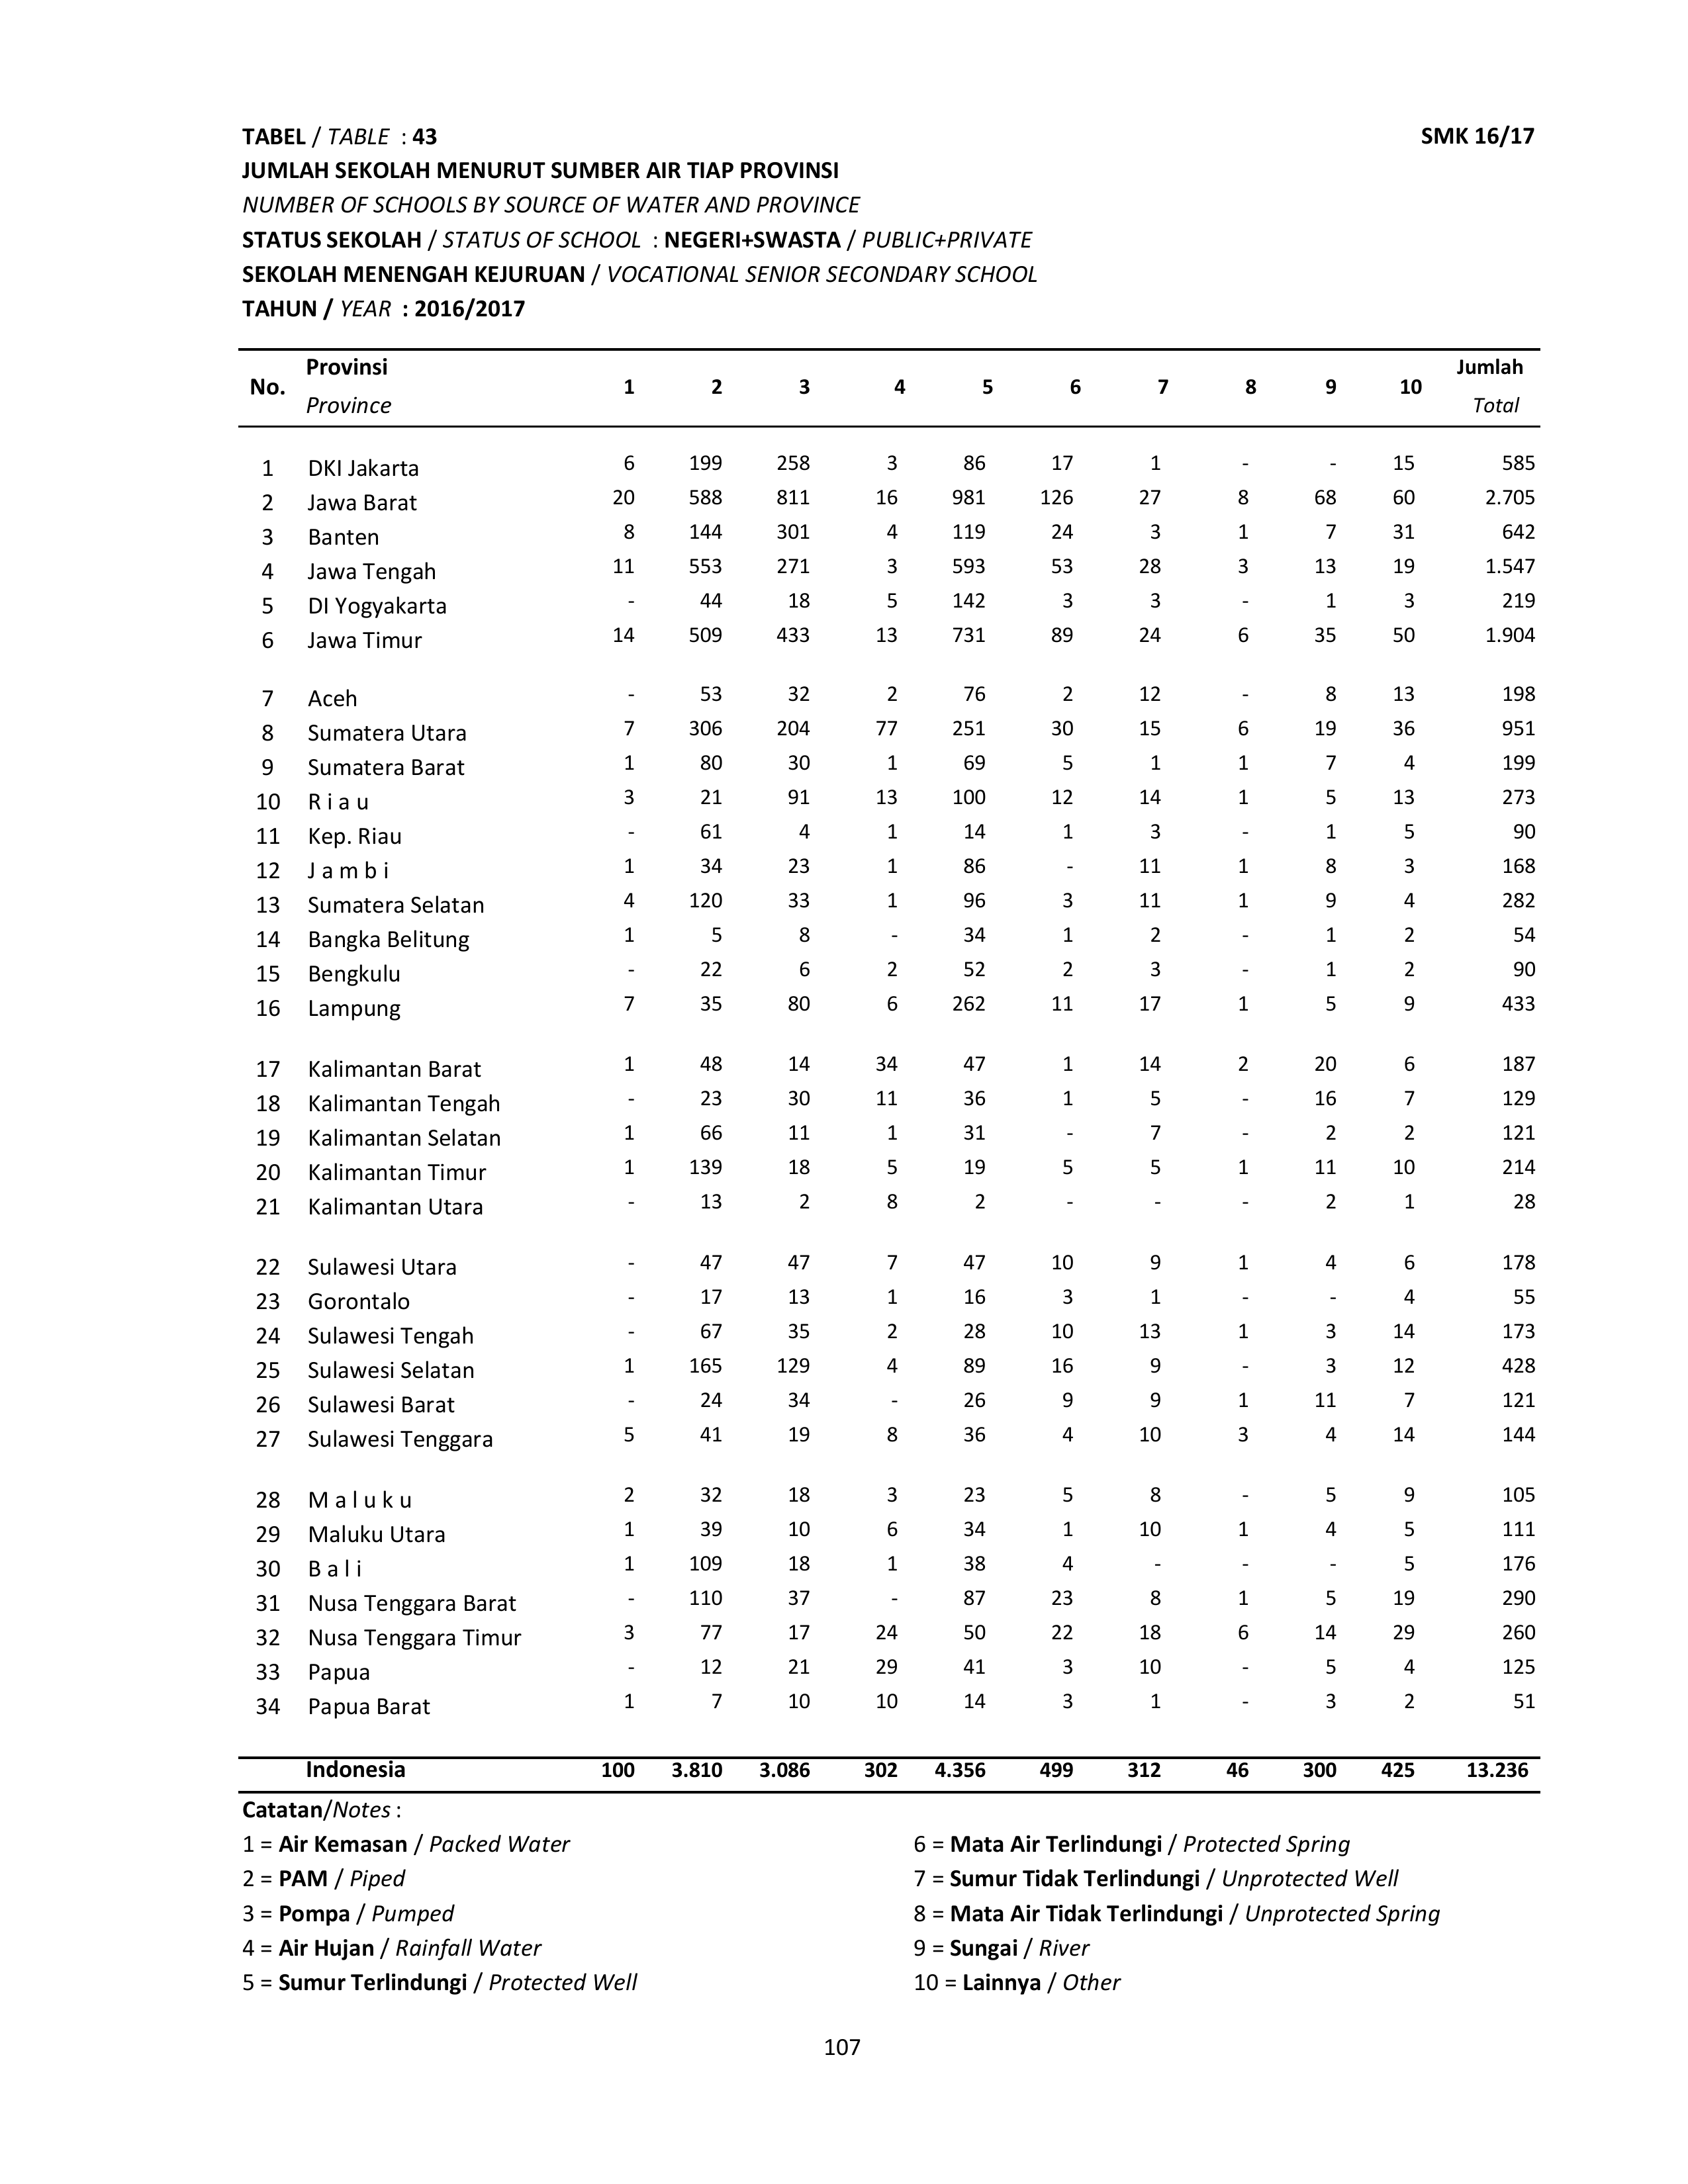 TABEL / TABLE : 43 SMK 16/17
JUMLAH SEKOLAH MENURUT SUMBER AIR TIAP PROVINSI
NUMBER OF SCHOOLS BY SOURCE OF WATER AND PROVINCE
STATUS SEKOLAH / STATUS OF SCHOOL : NEGERI+SWASTA / PUBLIC+PRIVATE
SEKOLAH MENENGAH KEJURUAN / VOCATIONAL SENIOR SECONDARY SCHOOL
TAHUN / YEAR : 2016/2017
No. Provinsi 1 2 3 4 5 6 7 8 9 10 Jumlah
Province Total
1 DKI Jakarta 6 199 258 3 86 17 1 - - 15 585
2 Jawa Barat 20 588 811 16 981 126 27 8 68 60 2.705
3 Banten 8 144 301 4 119 24 3 1 7 31 642
4 Jawa Tengah 11 553 271 3 593 53 28 3 13 19 1.547
5 DI Yogyakarta - 44 18 5 142 3 3 - 1 3 219
6 Jawa Timur 14 509 433 13 731 89 24 6 35 50 1.904
7 Aceh - 53 32 2 76 2 12 - 8 13 198
8 Sumatera Utara 7 306 204 77 251 30 15 6 19 36 951
9 Sumatera Barat 1 80 30 1 69 5 1 1 7 4 199
10 R i a u 3 21 91 13 100 12 14 1 5 13 273
11 Kep. Riau - 61 4 1 14 1 3 - 1 5 90
12 J a m b i 1 34 23 1 86 - 11 1 8 3 168
13 Sumatera Selatan 4 120 33 1 96 3 11 1 9 4 282
14 Bangka Belitung 1 5 8 - 34 1 2 - 1 2 54
15 Bengkulu - 22 6 2 52 2 3 - 1 2 90
16 Lampung 7 35 80 6 262 11 17 1 5 9 433
17 Kalimantan Barat 1 48 14 34 47 1 14 2 20 6 187
18 Kalimantan Tengah - 23 30 11 36 1 5 - 16 7 129
19 Kalimantan Selatan 1 66 11 1 31 - 7 - 2 2 121
20 Kalimantan Timur 1 139 18 5 19 5 5 1 11 10 214
21 Kalimantan Utara - 13 2 8 2 - - - 2 1 28
22 Sulawesi Utara - 47 47 7 47 10 9 1 4 6 178
23 Gorontalo - 17 13 1 16 3 1 - - 4 55
24 Sulawesi Tengah - 67 35 2 28 10 13 1 3 14 173
25 Sulawesi Selatan 1 165 129 4 89 16 9 - 3 12 428
26 Sulawesi Barat - 24 34 - 26 9 9 1 11 7 121
27 Sulawesi Tenggara 5 41 19 8 36 4 10 3 4 14 144
28 M a l u k u 2 32 18 3 23 5 8 - 5 9 105
29 Maluku Utara 1 39 10 6 34 1 10 1 4 5 111
30 B a l i 1 109 18 1 38 4 - - - 5 176
31 Nusa Tenggara Barat - 110 37 - 87 23 8 1 5 19 290
32 Nusa Tenggara Timur 3 77 17 24 50 22 18 6 14 29 260
33 Papua - 12 21 29 41 3 10 - 5 4 125
34 Papua Barat 1 7 10 10 14 3 1 - 3 2 51
Indonesia 100 3.810 3.086 302 4.356 499 312 46 300 425 13.236
Catatan/Notes :
1 = Air Kemasan / Packed Water 6 = Mata Air Terlindungi / Protected Spring
2 = PAM / Piped 7 = Sumur Tidak Terlindungi / Unprotected Well
3 = Pompa / Pumped 8 = Mata Air Tidak Terlindungi / Unprotected Spring
4 = Air Hujan / Rainfall Water 9 = Sungai / River
5 = Sumur Terlindungi / Protected Well 10 = Lainnya / Other
107